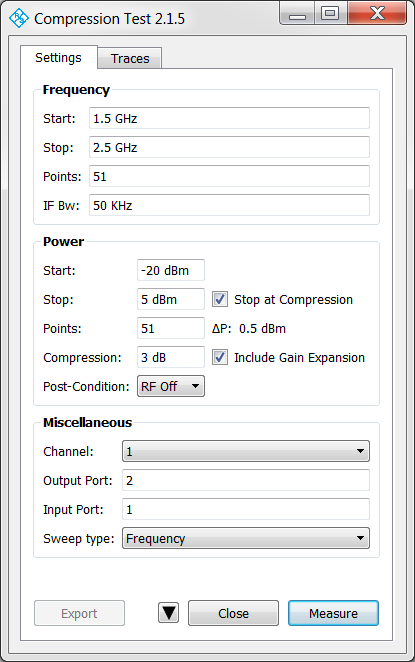 Compression Test 2.1.5
Settings Traces
Frequency
Start: 1.5 GHz
Stop: 2.5 GHz
Points: 51
IF Bw: 50 KHz
Power
Start: -20 dBm
Stop: 5 dBm Stop at Compression
Points: 51 ΔP: 0.5 dBm
Compression: 3 dB Include Gain Expansion
Post-Condition: RF Off
Miscellaneous
Channel: 1
Output Port: 2
Input Port: 1
Sweep type: Frequency
Export Close Measure